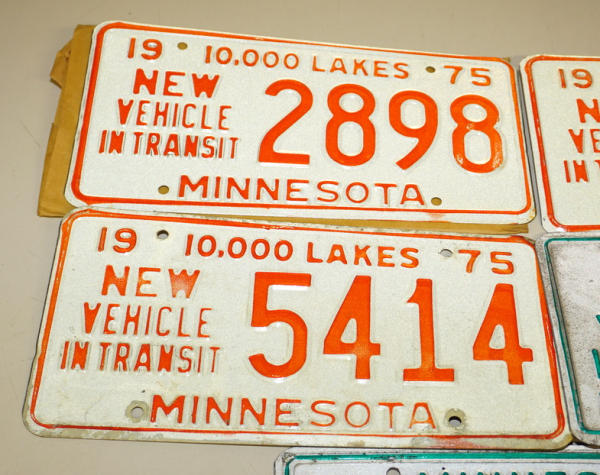 19 10,000 LAKES 75
NEW
VEHICLE
IN TRANSIT
2898
MINNESOTA
19 10,000 LAKES 75
NEW
VEHICLE
IN TRANSIT
5414
MINNESOTA
19